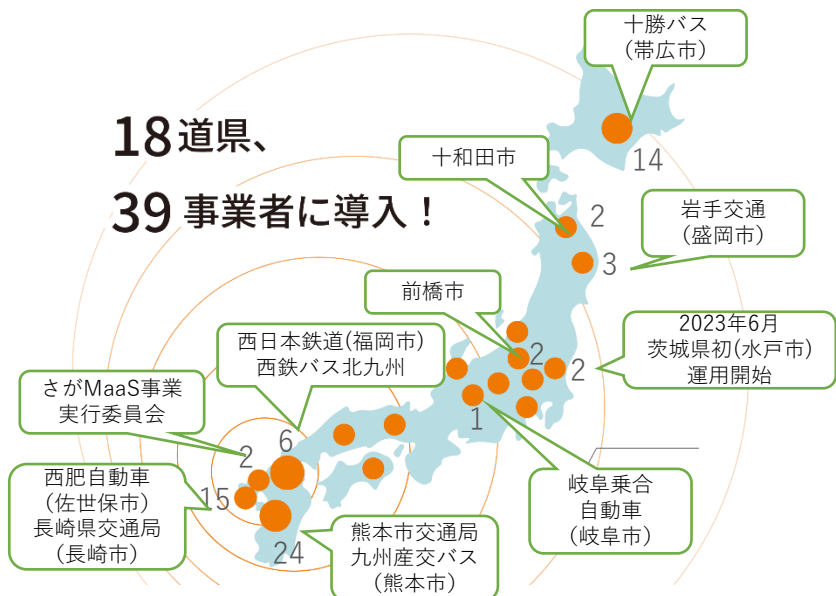 十勝バス
(帯広市)
18道県、
39事業者に導入！
14
十和田市
2
岩手交通
(盛岡市)
3
前橋市
2
2023年6月
茨城県初(水戸市)
運用開始
2
西日本鉄道(福岡市)
西鉄バス北九州
さがMaaS事業
実行委員会
1
6
2
西肥自動車
(佐世保市)
長崎県交通局
(長崎市)
15
岐阜乗合
自動車
(岐阜市)
熊本市交通局
九州産交バス
(熊本市)
24